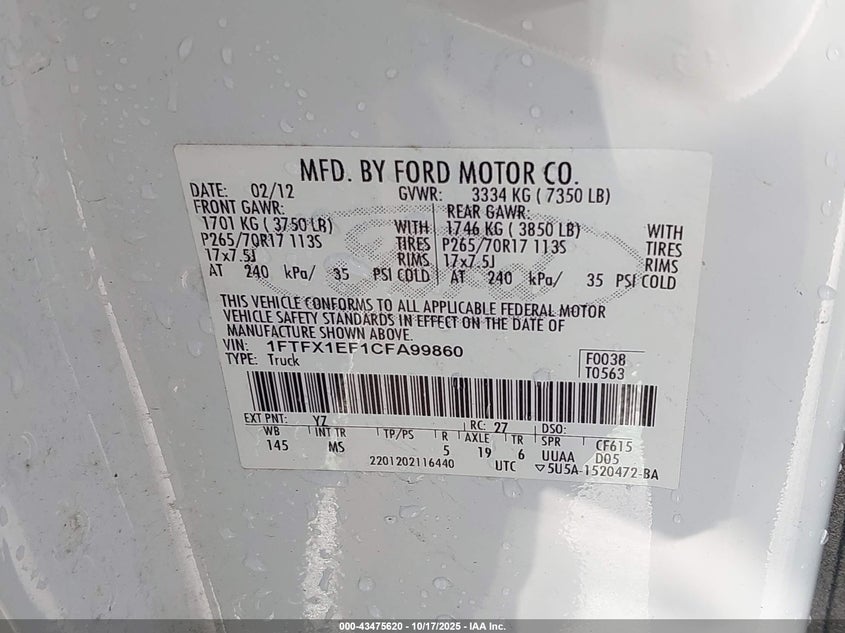 MFD. BY FORD MOTOR CO.
DATE: 02/12 GVWR: 3334 KG ( 7350 LB)
FRONT GAWR: REAR GAWR:
1701 KG ( 3750 LB) WITH 1746 KG ( 3850 LB) WITH
P265/70R17 113S TIRES P265/70R17 113S TIRES
17x7.5J RIMS 17x7.5J RIMS
AT 240 kPa/ 35 PSI COLD AT 240 kPa/ 35 PSI COLD
THIS VEHICLE CONFORMS TO ALL APPLICABLE FEDERAL MOTOR
VEHICLE SAFETY STANDARDS IN EFFECT ON THE DATE OF
MANUFACTURE SHOWN ABOVE.
VIN: 1FTFX1EF1CFA99860 F0038
TYPE: Truck T0563
EXT PNT: YZ RC: 27 DSO:
WB INT TR TP/PS R AXLE TR SPR CF615
145 MS 5 19 6 UUAA D05
2201202116440 UTC ▽5U5A-1520472-BA
000-43475620 - 10/17/2025 - IAA Inc.